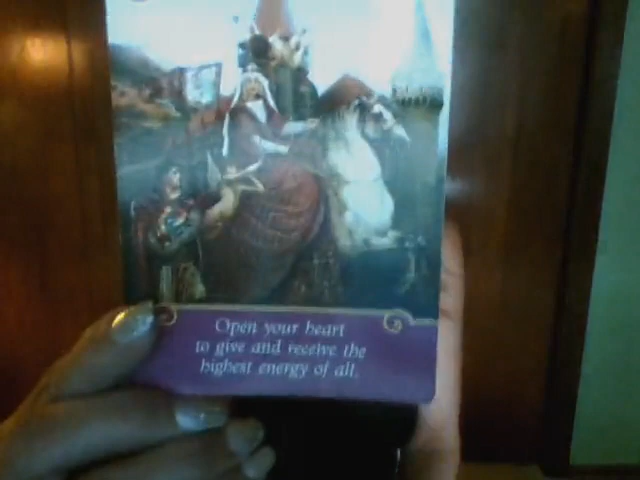 Open your heart
to give and receive the
highest energy of all.